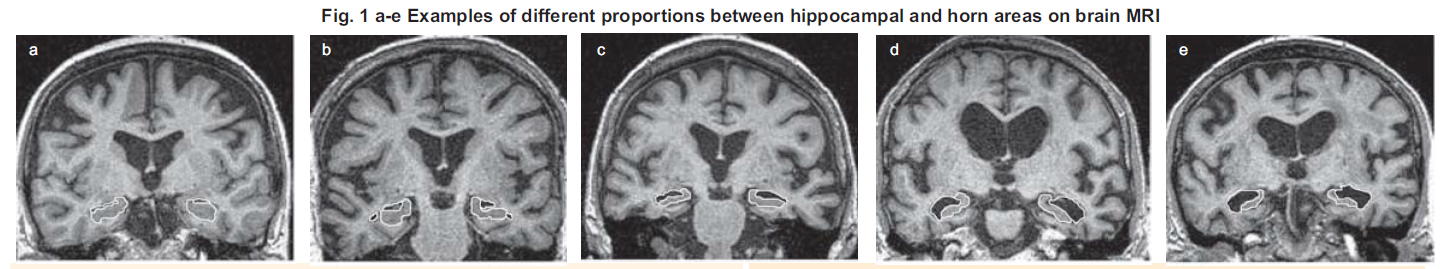 Fig. 1 a-e Examples of different proportions between hippocampal and horn areas on brain MRI
a
b
c
d
e